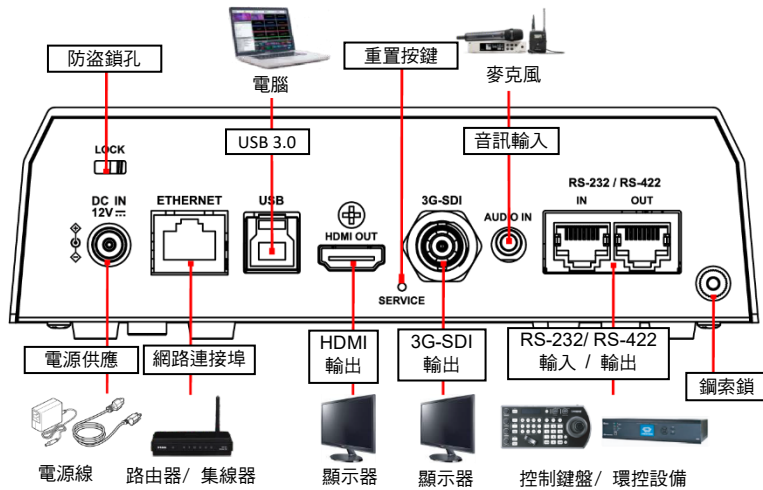 防盜鎖孔
電腦
重置按鍵
麥克風
USB 3.0
音訊輸入
LOCK
DC IN
12V
ETHERNET
USB
HDMI OUT
3G-SDI
AUDIO IN
RS-232 / RS-422
IN
OUT
SERVICE
電源供應
網路連接埠
HDMI
輸出
3G-SDI
輸出
RS-232/ RS-422
輸入 / 輸出
鋼索鎖
電源線
路由器/ 集線器
顯示器
顯示器
控制鍵盤/ 環控設備